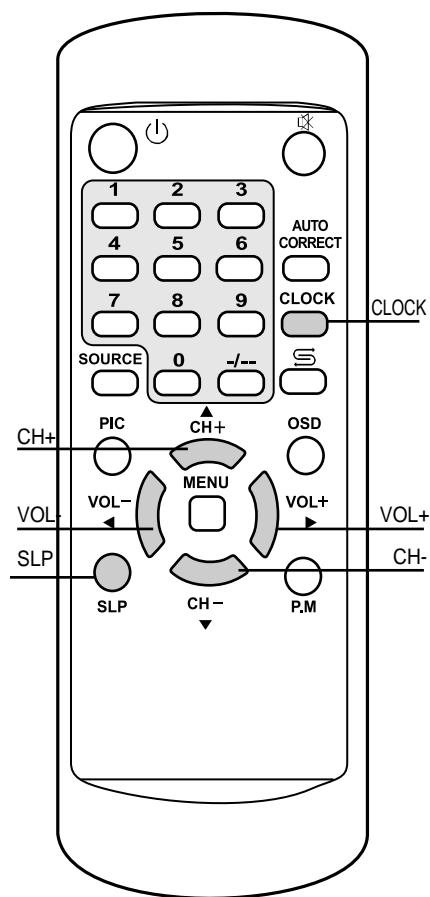 1 2 3
AUTO
CORRECT
4 5 6
7 8 9 CLOCK
CLOCK
SOURCE 0 -/--
PIC CH+ OSD
CH+
MENU
VOL- VOL+
VOL- VOL+
SLP CH-
SLP CH- P.M